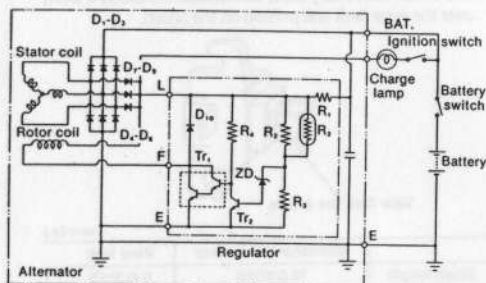 D₁-D₃
BAT.
Ignition switch
Stator coil
D₇-D₉
L
Charge lamp
Battery switch
D₁₀
R₁
R₄
R₂
Rotor coil
D₄-D₆
F
Tr₁
ZD
R₃
Battery
E
Tr₂
E
Regulator
Alternator